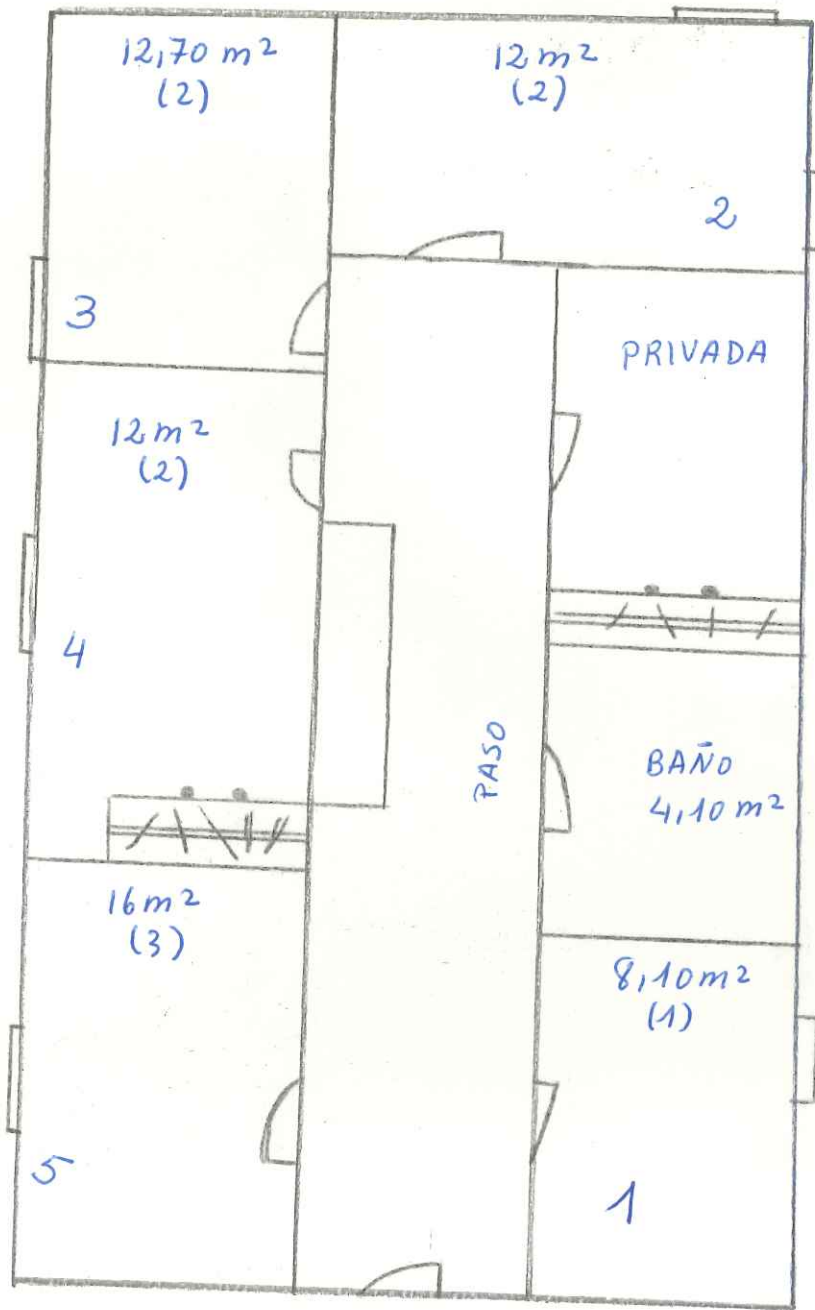 12,70 m²
(2)
12 m²
(2)
2
3
PRIVADA
12 m²
(2)
4
PASO
BAÑO
4,10 m²
16 m²
(3)
8,10 m²
(1)
5
1